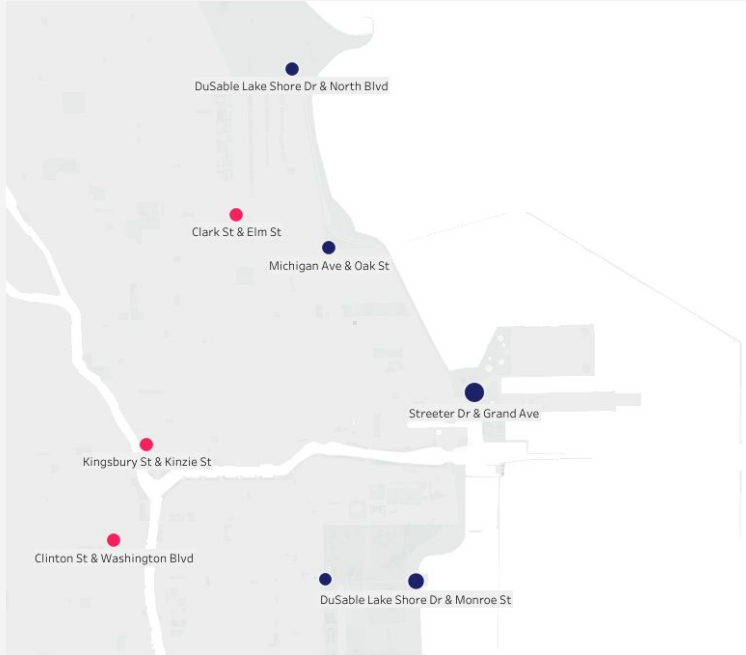 DuSable Lake Shore Dr & North Blvd
Clark St & Elm St
Michigan Ave & Oak St
Streeter Dr & Grand Ave
Kingsbury St & Kinzie St
Clinton St & Washington Blvd
DuSable Lake Shore Dr & Monroe St